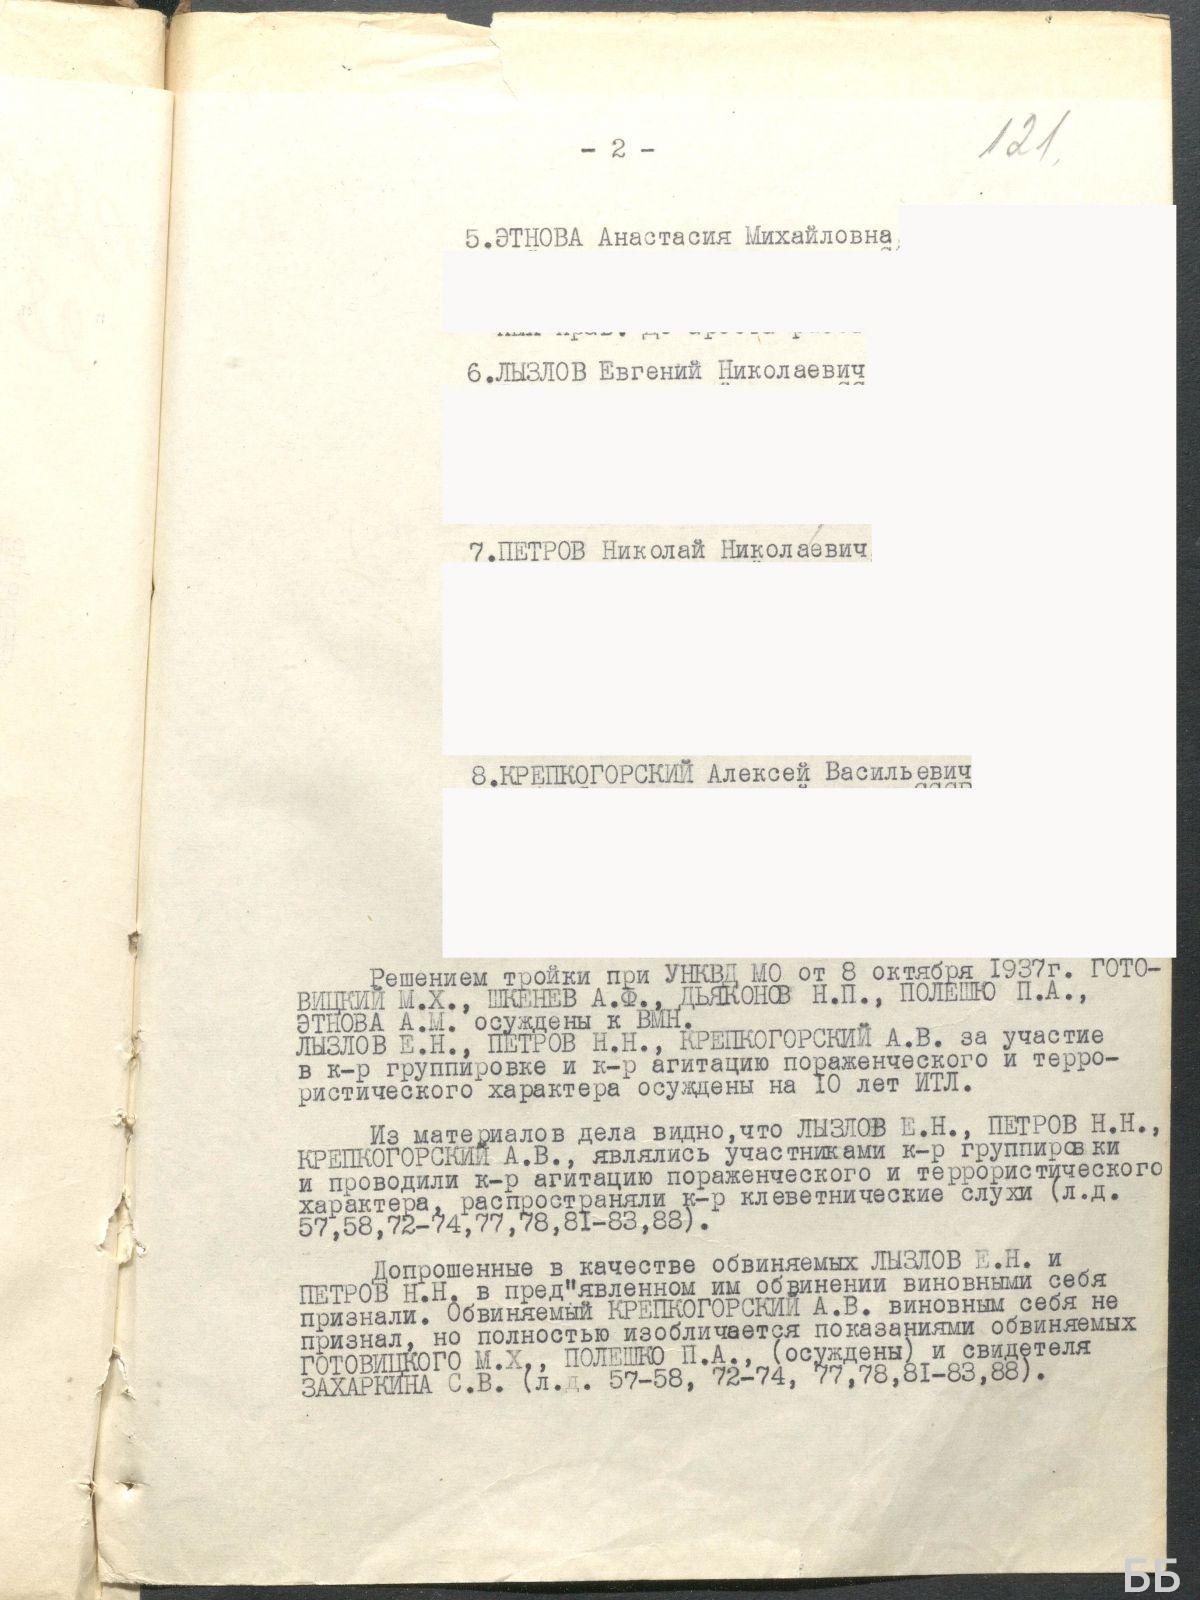 121.
- 2 -
5.ЭТНОВА Анастасия Михайловна,
6.ЛЫЗЛОВ Евгений Николаевич
7.ПЕТРОВ Николай Николаевич
8.КРЕПКОГОРСКИЙ Алексей Васильевич
Решением тройки при УНКВД МО от 8 октября 1937г. ГОТО-
ВИЦКИЙ М.Х., ШКЕНЕВ А.Ф., ДЬЯКОНОВ Н.П., ПОЛЕШКО П.А.,
ЭТНОВА А.М. осуждены к ВМН.
ЛЫЗЛОВ Е.Н., ПЕТРОВ Н.Н., КРЕПКОГОРСКИЙ А.В. за участие
в к-р группировке и к-р агитацию пораженческого и терро-
ристического характера осуждены на 10 лет ИТЛ.
Из материалов дела видно,что ЛЫЗЛОВ Е.Н., ПЕТРОВ Н.Н.,
КРЕПКОГОРСКИЙ А.В., являлись участниками к-р группировки
и проводили к-р агитацию пораженческого и террористического
характера, распространяли к-р клеветнические слухи (л.д.
57,58,72-74,77,78,81-83,88).
Допрошенные в качестве обвиняемых ЛЫЗЛОВ Е.Н. и
ПЕТРОВ Н.Н. в пред"явленном им обвинении виновными себя
признали. Обвиняемый КРЕПКОГОРСКИЙ А.В. виновным себя не
признал, но полностью изобличается показаниями обвиняемых
ГОТОВИЦКОГО М.Х., ПОЛЕШКО П.А., (осуждены) и свидетеля
ЗАХАРКИНА С.В. (л.д. 57-58, 72-74, 77,78,81-83,88).
ББ